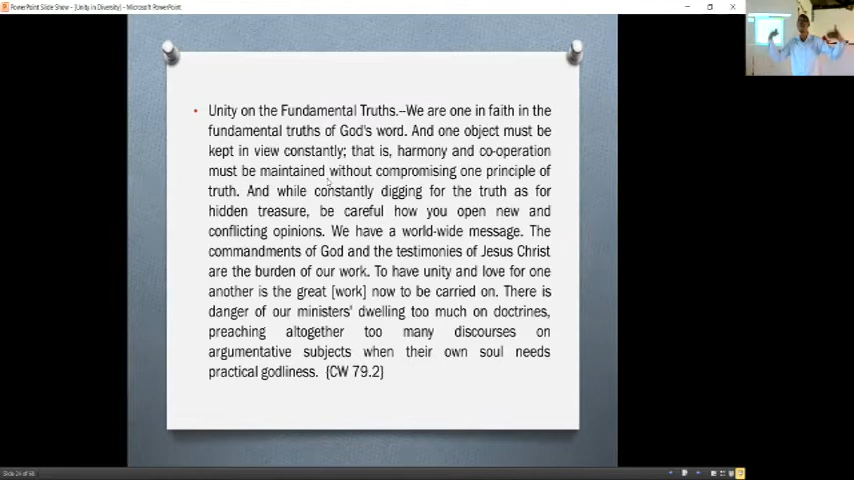 PowerPoint Slide Show - [Unity in Diversity] - Microsoft PowerPoint
• Unity on the Fundamental Truths.--We are one in faith in the
fundamental truths of God's word. And one object must be
kept in view constantly; that is, harmony and co-operation
must be maintained without compromising one principle of
truth. And while constantly digging for the truth as for
hidden treasure, be careful how you open new and
conflicting opinions. We have a world-wide message. The
commandments of God and the testimonies of Jesus Christ
are the burden of our work. To have unity and love for one
another is the great [work] now to be carried on. There is
danger of our ministers' dwelling too much on doctrines,
preaching altogether too many discourses on
argumentative subjects when their own soul needs
practical godliness. {CW 79.2}